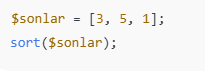 $sonlar = [3, 5, 1];
sort($sonlar);